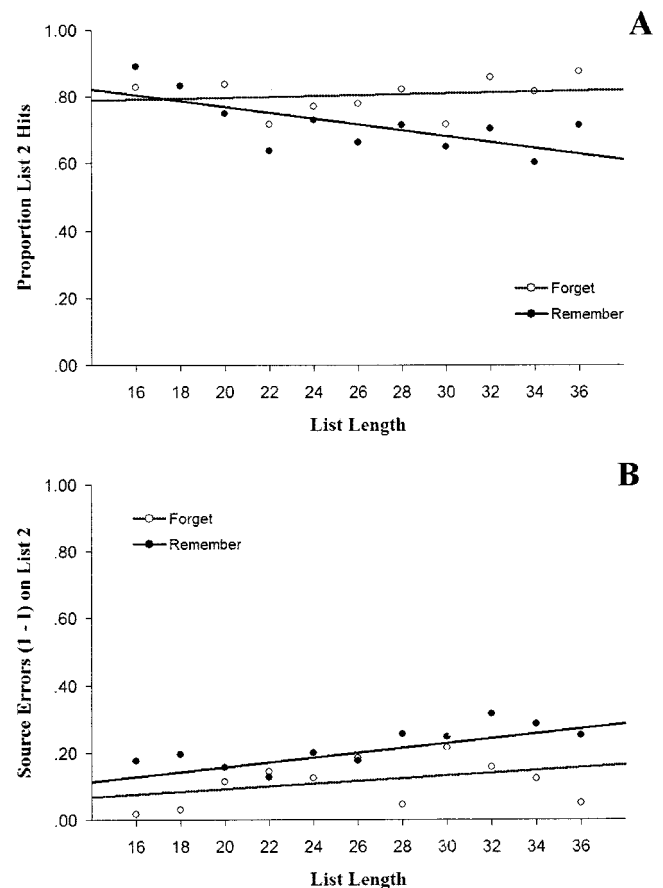 A
1.00
.80
.60
.40
.20
.00
Proportion List 2 Hits
Forget
Remember
16 18 20 22 24 26 28 30 32 34 36
List Length
B
1.00
.80
.60
.40
.20
.00
Source Errors (1 - I) on List 2
Forget
Remember
16 18 20 22 24 26 28 30 32 34 36
List Length